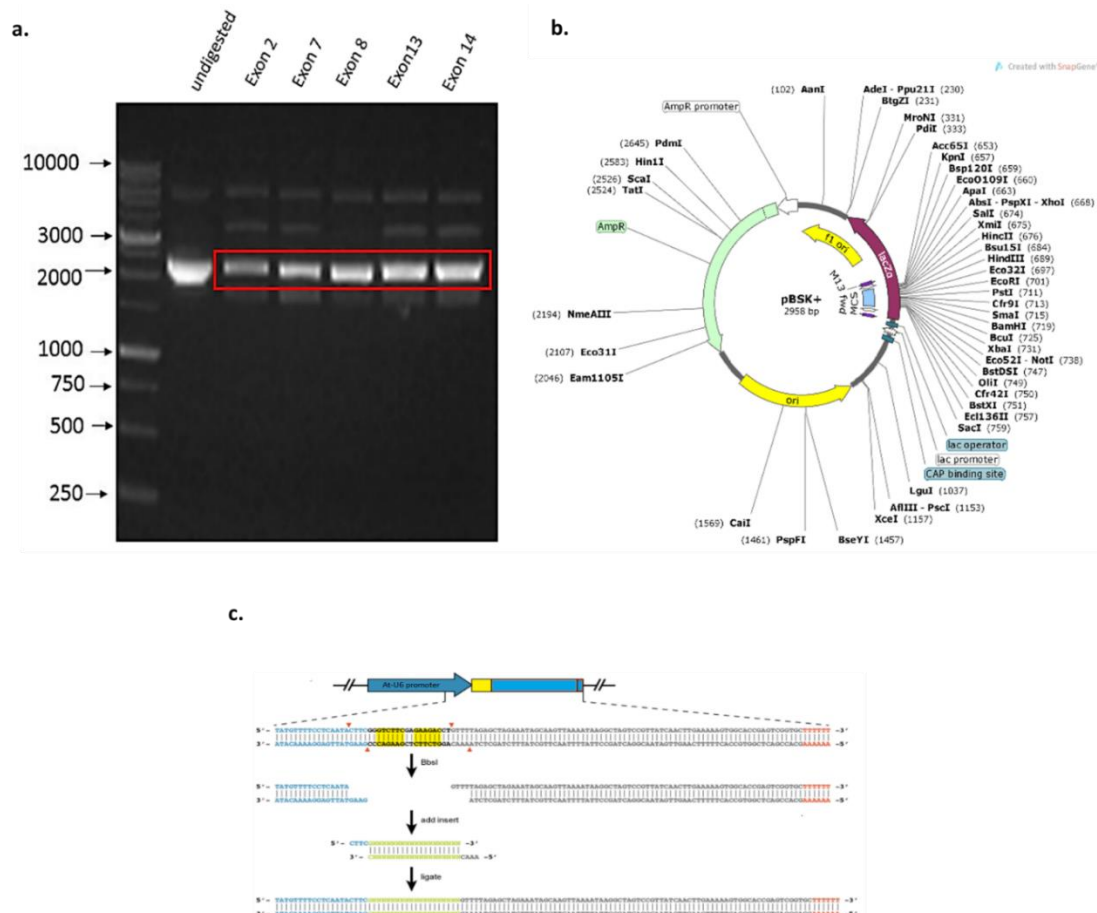 a.
undigested
Exon 2
Exon 7
Exon 8
Exon13
Exon 14
10000
3000
2000
1000
750
500
250
b.
Created with SnapGene
(102) AanI
AmpR promoter
(2645) PdmI
(2583) Hin1I
(2526) ScaI
(2524) TatI
AmpR
(2194) NmeAIII
(2107) Eco31I
(2046) Eam1105I
AdeI - Ppu21I (230)
BtgZI (231)
MroNI (331)
PdiI (333)
Acc65I (653)
KpnI (657)
Bsp120I (659)
EcoO109I (660)
ApaI (663)
AbsI - PspXI - XhoI (668)
SalI (674)
XmiI (675)
HincII (676)
Bsu15I (684)
HindIII (689)
Eco32I (697)
EcoRI (701)
PstI (711)
Cfr9I (713)
SmaI (715)
BamHI (719)
BcuI (725)
XbaI (731)
Eco52I - NotI (738)
BstDSI (747)
OliI (749)
Cfr42I (750)
BstXI (751)
Ecl136II (757)
SacI (759)
lac operator
lac promoter
CAP binding site
LguI (1037)
AflIII - PscI (1153)
XceI (1157)
BseYI (1457)
(1461) PspFI
(1569) CaiI
f1 ori
lacZα
M13 fwd
MCS
pBSK+
2958 bp
ori
c.
At-U6 promoter
BbsI
add insert
ligate